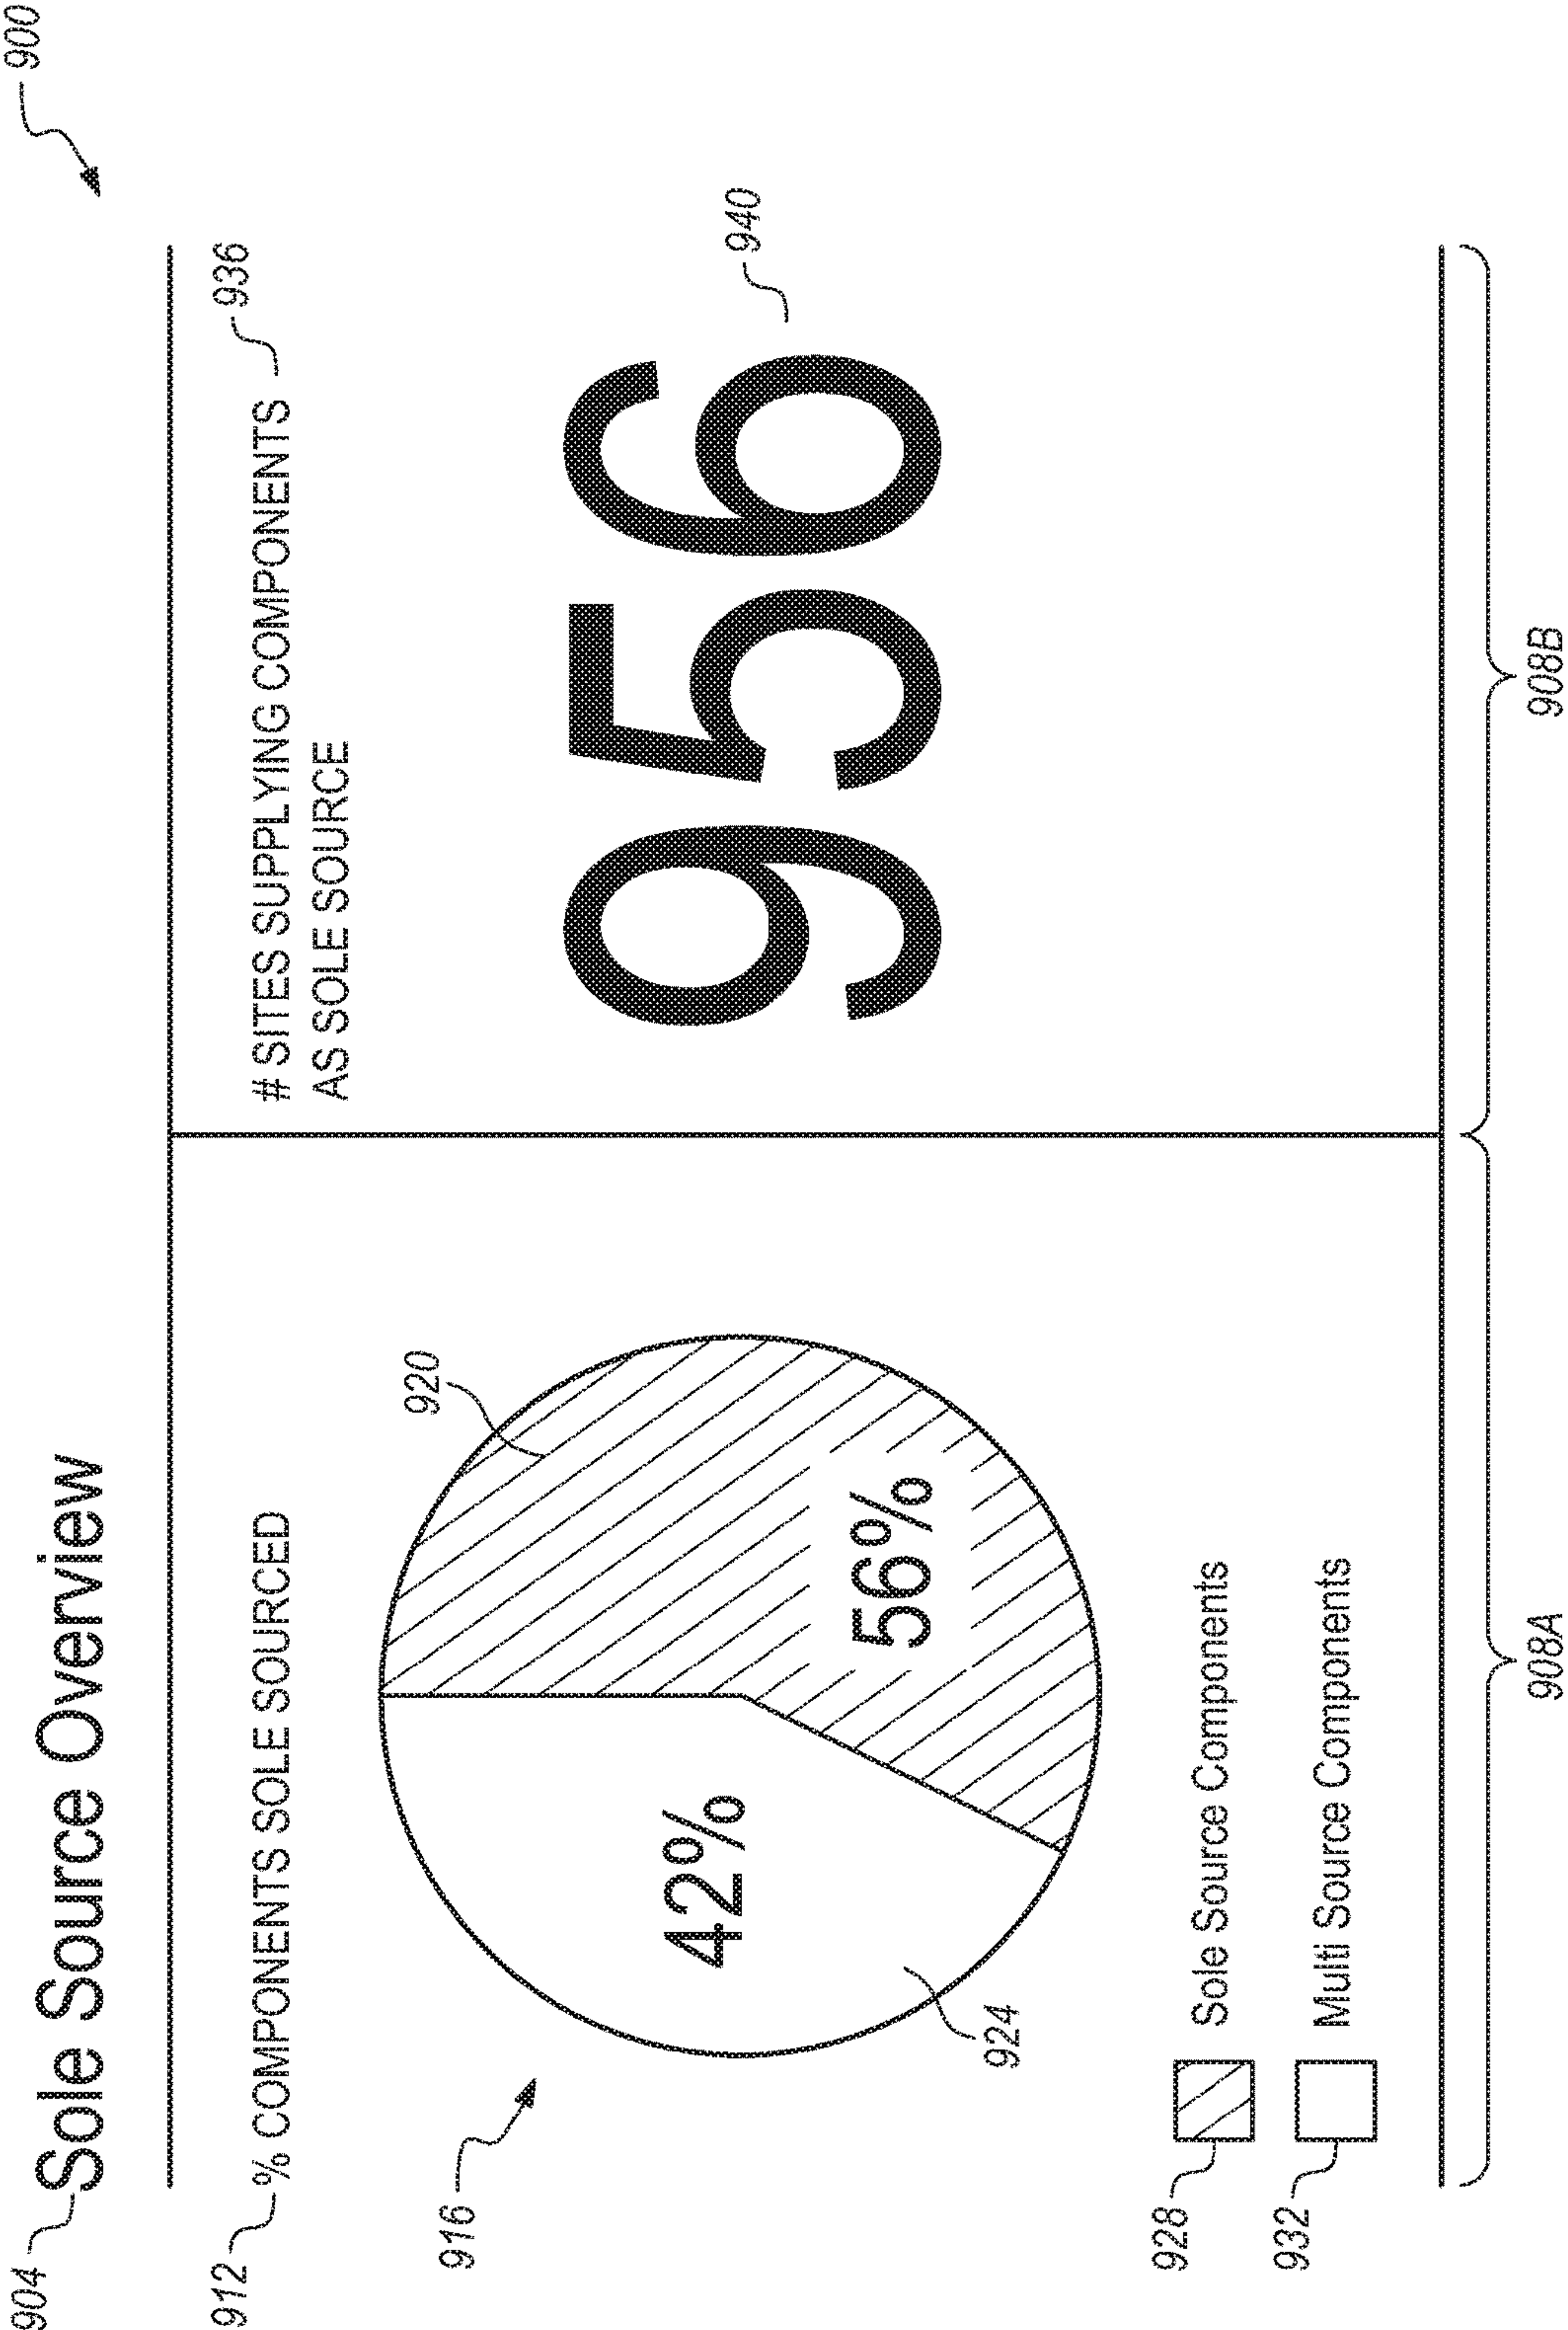 900
904
Sole Source Overview
912
% COMPONENTS SOLE SOURCED
916
920
42%
56%
924
928
Sole Source Components
932
Multi Source Components
908A
# SITES SUPPLYING COMPONENTS
AS SOLE SOURCE
936
956
940
908B